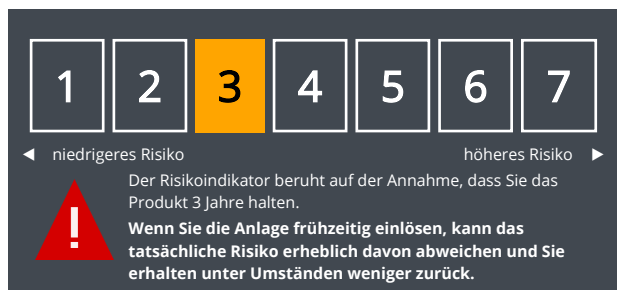 1 2 3 4 5 6 7
niedrigeres Risiko höheres Risiko
Der Risikoindikator beruht auf der Annahme, dass Sie das
Produkt 3 Jahre halten.
!
Wenn Sie die Anlage frühzeitig einlösen, kann das
tatsächliche Risiko erheblich davon abweichen und Sie
erhalten unter Umständen weniger zurück.